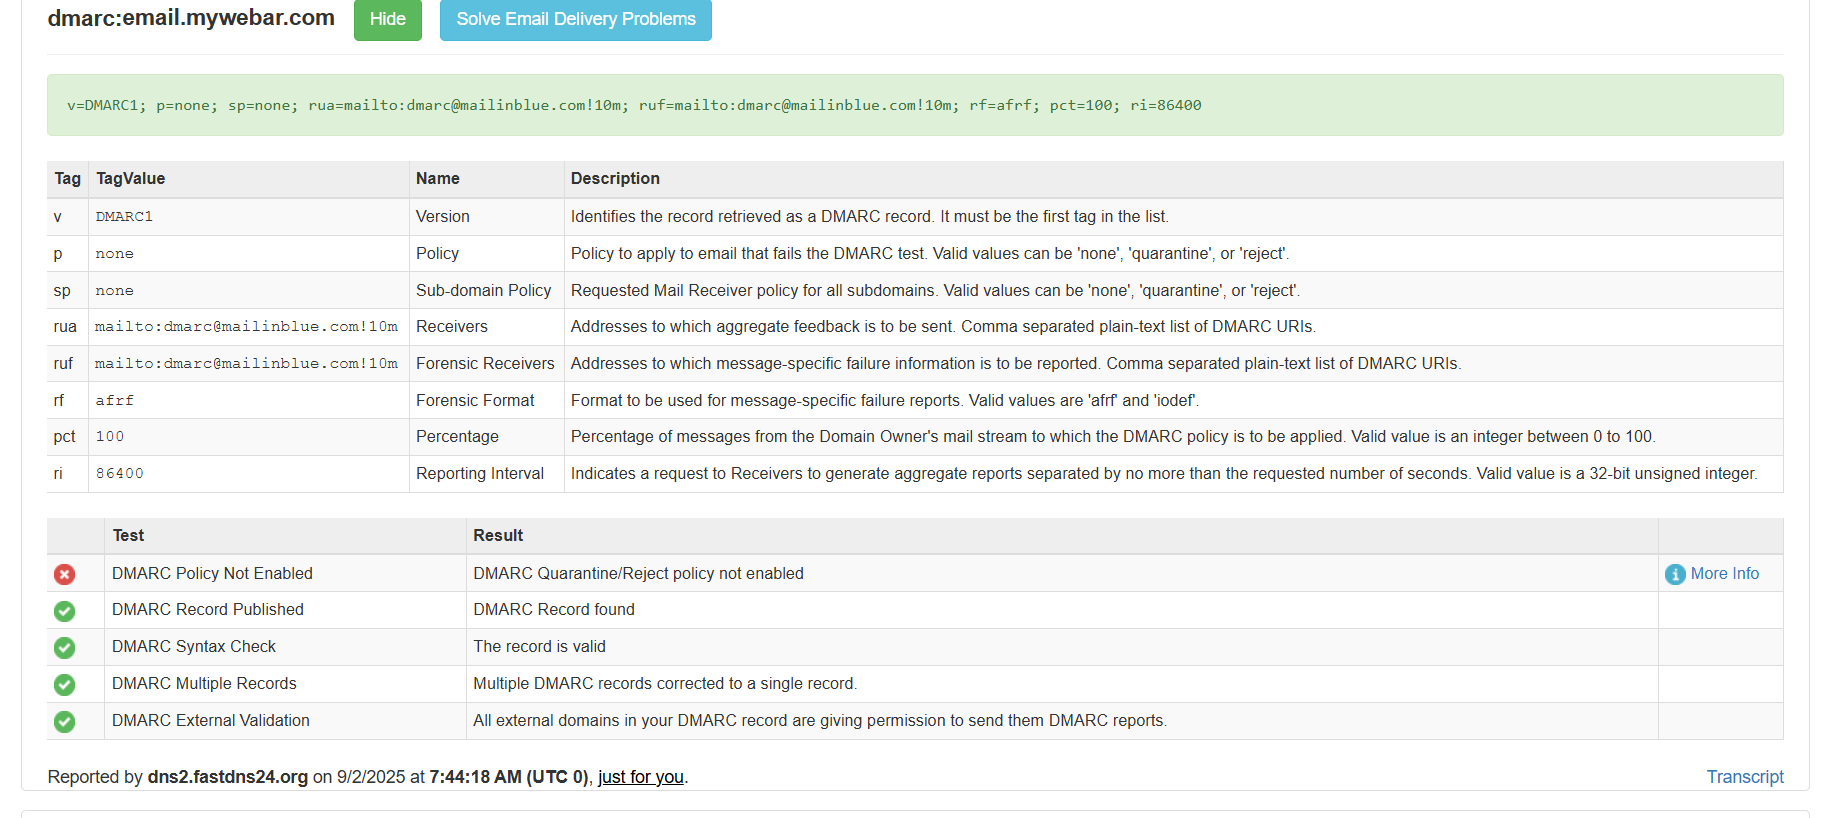 dmarc:email.mywebar.com Hide Solve Email Delivery Problems
v=DMARC1; p=none; sp=none; rua=mailto:dmarc@mailinblue.com!10m; ruf=mailto:dmarc@mailinblue.com!10m; rf=afrf; pct=100; ri=86400
Tag TagValue Name Description
v DMARC1 Version Identifies the record retrieved as a DMARC record. It must be the first tag in the list.
p none Policy Policy to apply to email that fails the DMARC test. Valid values can be 'none', 'quarantine', or 'reject'.
sp none Sub-domain Policy Requested Mail Receiver policy for all subdomains. Valid values can be 'none', 'quarantine', or 'reject'.
rua mailto:dmarc@mailinblue.com!10m Receivers Addresses to which aggregate feedback is to be sent. Comma separated plain-text list of DMARC URIs.
ruf mailto:dmarc@mailinblue.com!10m Forensic Receivers Addresses to which message-specific failure information is to be reported. Comma separated plain-text list of DMARC URIs.
rf afrf Forensic Format Format to be used for message-specific failure reports. Valid values are 'afrf' and 'iodef'.
pct 100 Percentage Percentage of messages from the Domain Owner's mail stream to which the DMARC policy is to be applied. Valid value is an integer between 0 to 100.
ri 86400 Reporting Interval Indicates a request to Receivers to generate aggregate reports separated by no more than the requested number of seconds. Valid value is a 32-bit unsigned integer.
Test Result
DMARC Policy Not Enabled DMARC Quarantine/Reject policy not enabled More Info
DMARC Record Published DMARC Record found
DMARC Syntax Check The record is valid
DMARC Multiple Records Multiple DMARC records corrected to a single record.
DMARC External Validation All external domains in your DMARC record are giving permission to send them DMARC reports.
Reported by dns2.fastdns24.org on 9/2/2025 at 7:44:18 AM (UTC 0), just for you. Transcript